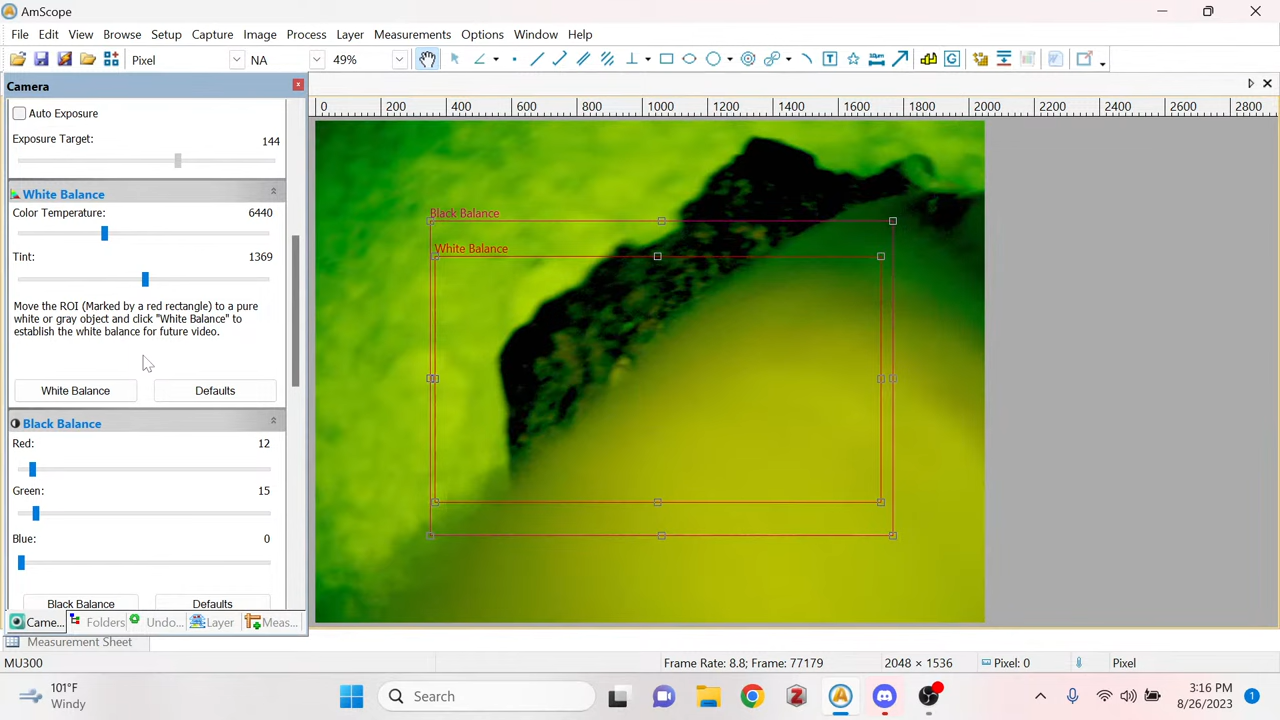 AmScope
File Edit View Browse Setup Capture Image Process Layer Measurements Options Window Help
Pixel NA 49%
Camera
0 200 400 600 800 1000 1200 1400 1600 1800 2000 2200 2400 2600 2800
Auto Exposure
Exposure Target: 144
White Balance
Color Temperature: 6440
Tint: 1369
Move the ROI (Marked by a red rectangle) to a pure
white or gray object and click "White Balance" to
establish the white balance for future video.
White Balance Defaults
Black Balance
Red: 12
Green: 15
Blue: 0
Black Balance Defaults
Black Balance
White Balance
Came... Folders Undo... Layer Meas...
Measurement Sheet
MU300 Frame Rate: 8.8; Frame: 77179 2048 × 1536 Pixel: 0 Pixel
101°F
Windy
Search
3:16 PM
8/26/2023
1